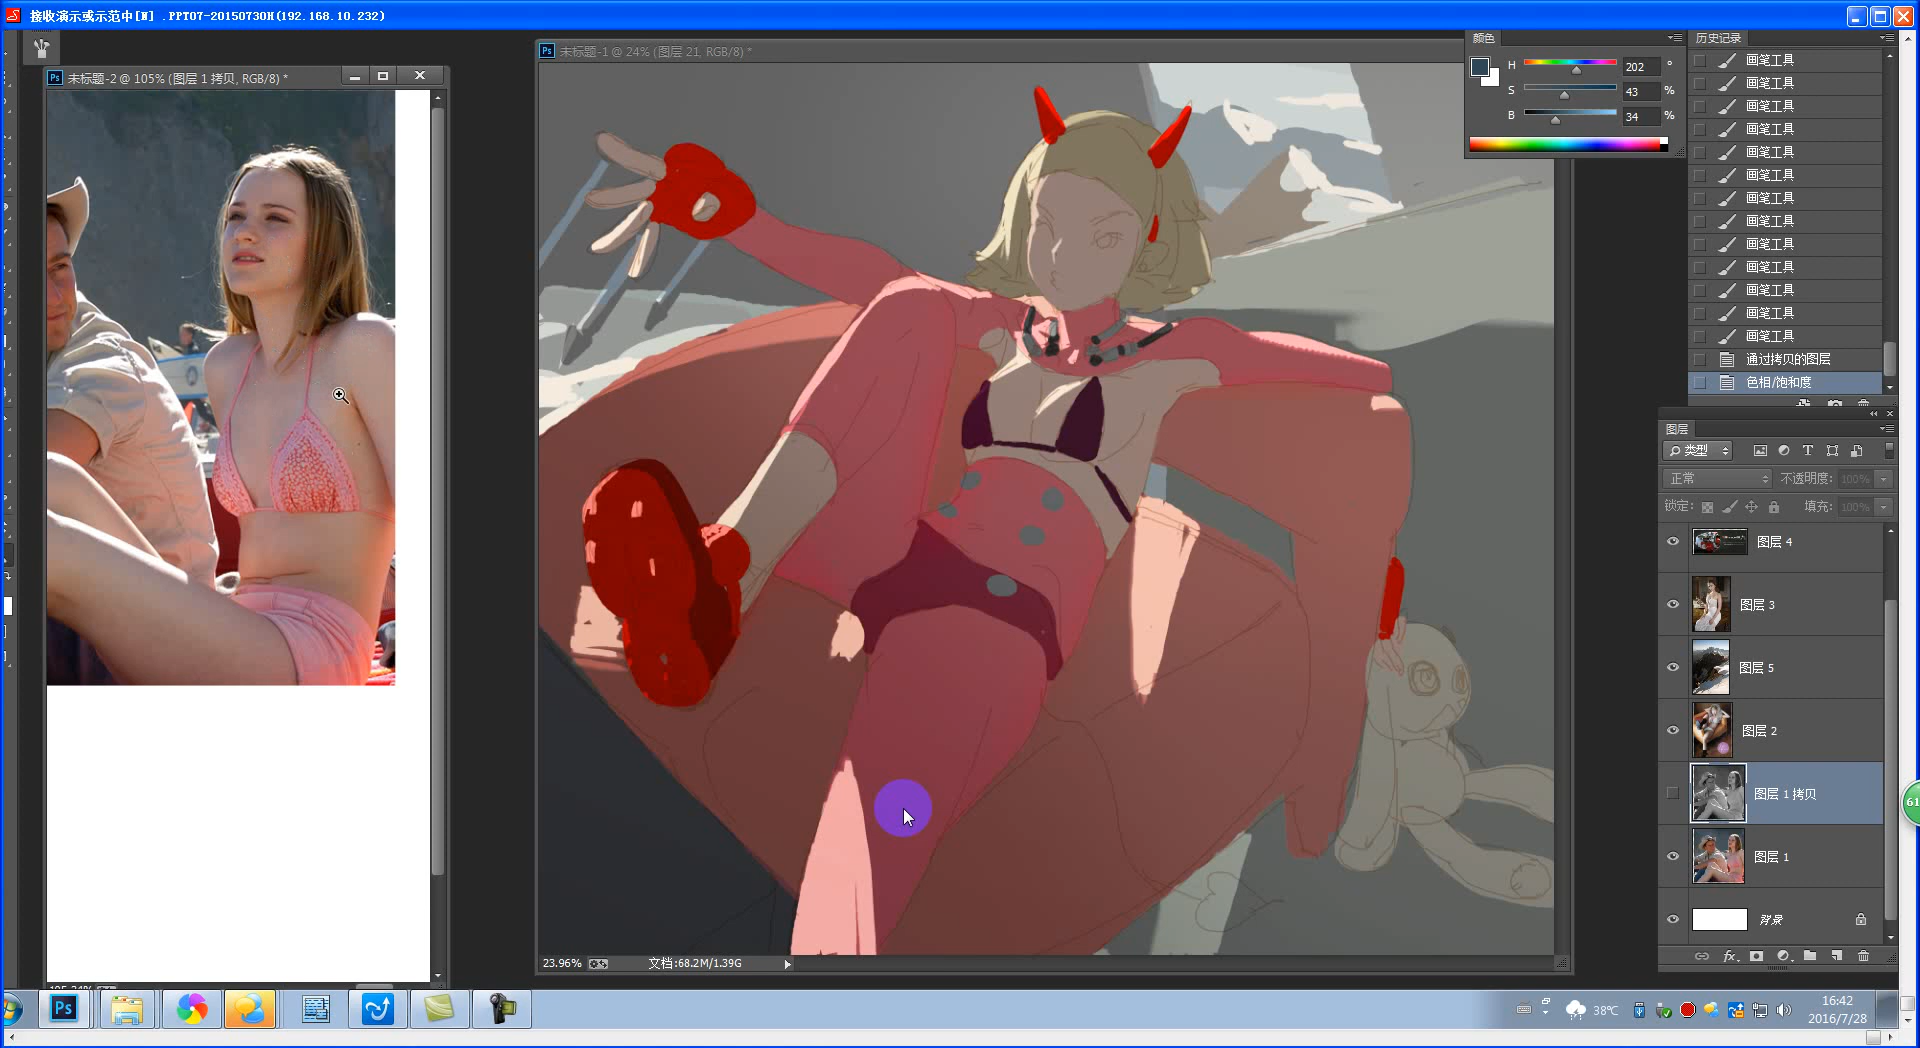 接收演示或示范中[N] .PPT07-20150730H(192.168.10.232)
Ps 未标题-2 @ 105% (图层 1 拷贝, RGB/8) *
Ps 未标题-1 @ 24% (图层 21, RGB/8) *
颜色
H 202 °
S 43 %
B 34 %
历史记录
画笔工具
画笔工具
画笔工具
画笔工具
画笔工具
画笔工具
画笔工具
画笔工具
画笔工具
画笔工具
画笔工具
画笔工具
画笔工具
通过拷贝的图层
色相/饱和度
图层
类型
正常 不透明度: 100%
锁定: 填充: 100%
图层 4
图层 3
图层 5
图层 2
图层 1 拷贝
图层 1
背景
fx
61
23.96% 文档:68.2M/1.39G
Ps
38℃
16:42
2016/7/28